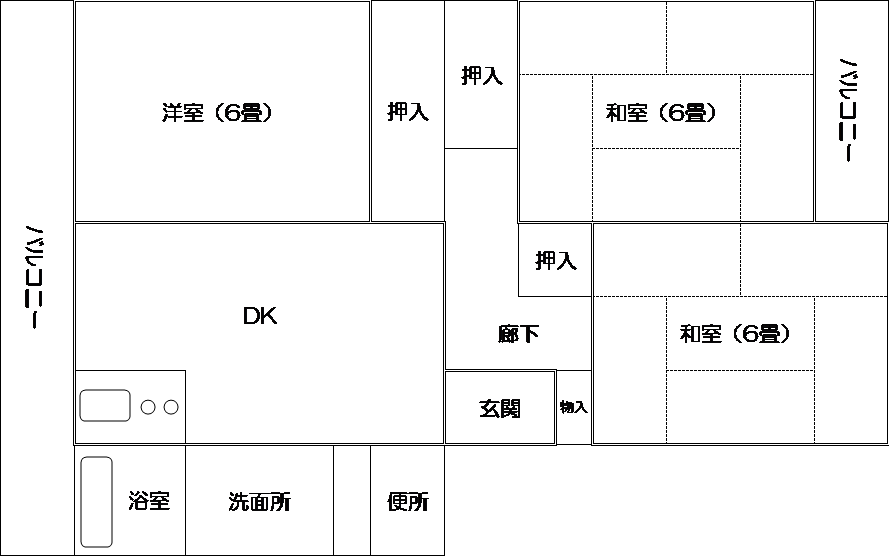 押入
洋室（6畳）
押入
和室（6畳）
バルコニー
バルコニー
押入
DK
廊下
和室（6畳）
玄関
物入
浴室
洗面所
便所